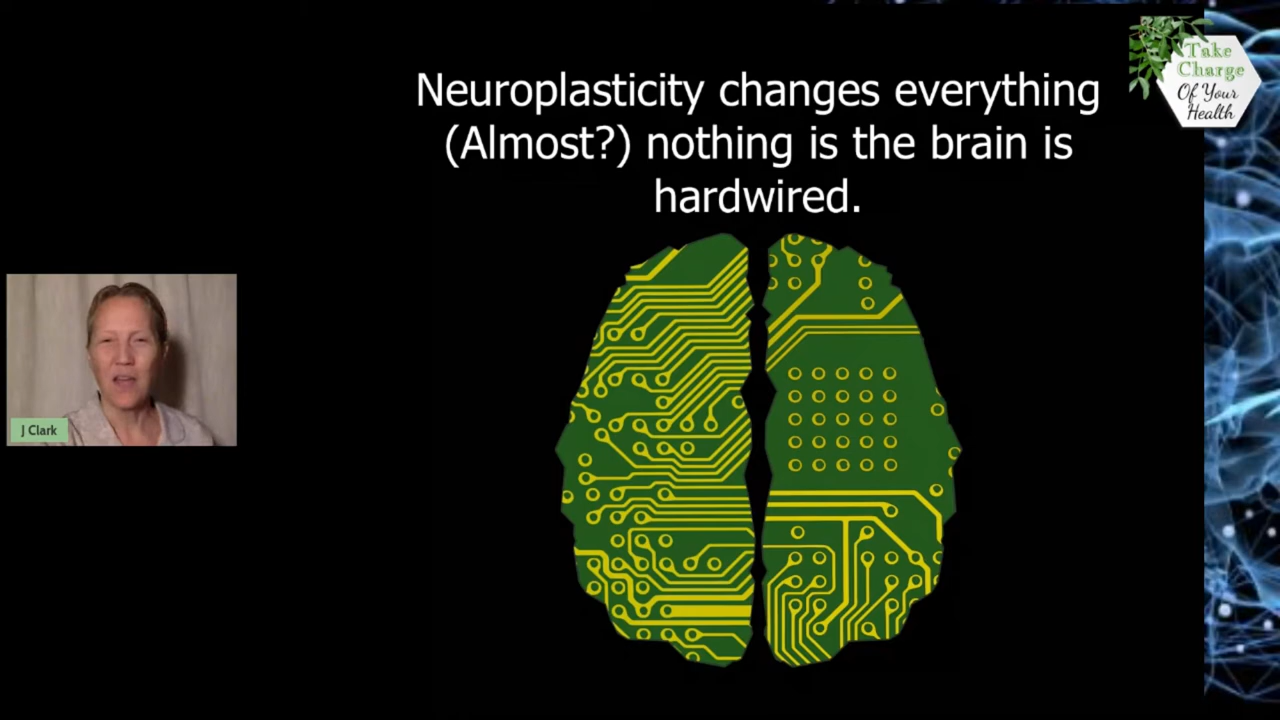 Neuroplasticity changes everything
(Almost?) nothing is the brain is
hardwired.
Take
Charge
Of Your
Health
J Clark